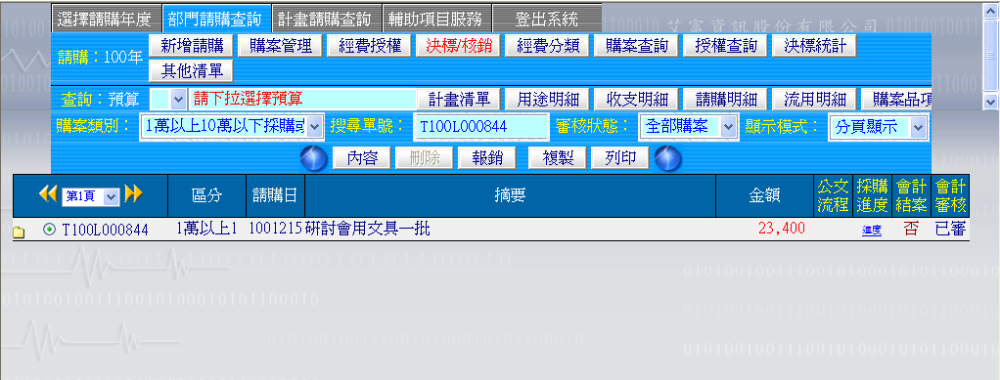 選擇請購年度 部門請購查詢 計畫請購查詢 輔助項目服務 登出系統
艾富資訊股份有限公司
請購：100年 新增請購 購案管理 經費授權 決標/核銷 經費分類 購案查詢 授權查詢 決標統計
其他清單
查詢：預算 請下拉選擇預算 計畫清單 用途明細 收支明細 請購明細 流用明細 購案品項
購案類別： 1萬以上10萬以下採購或 搜尋單號： T100L000844 審核狀態： 全部購案 顯示模式： 分頁顯示
內容 刪除 報銷 複製 列印
第1頁 區分 請購日 摘要 金額 公文流程 採購進度 會計結案 會計審核
T100L000844 1萬以上1 1001215 研討會用文具一批 23,400 進度 否 已審